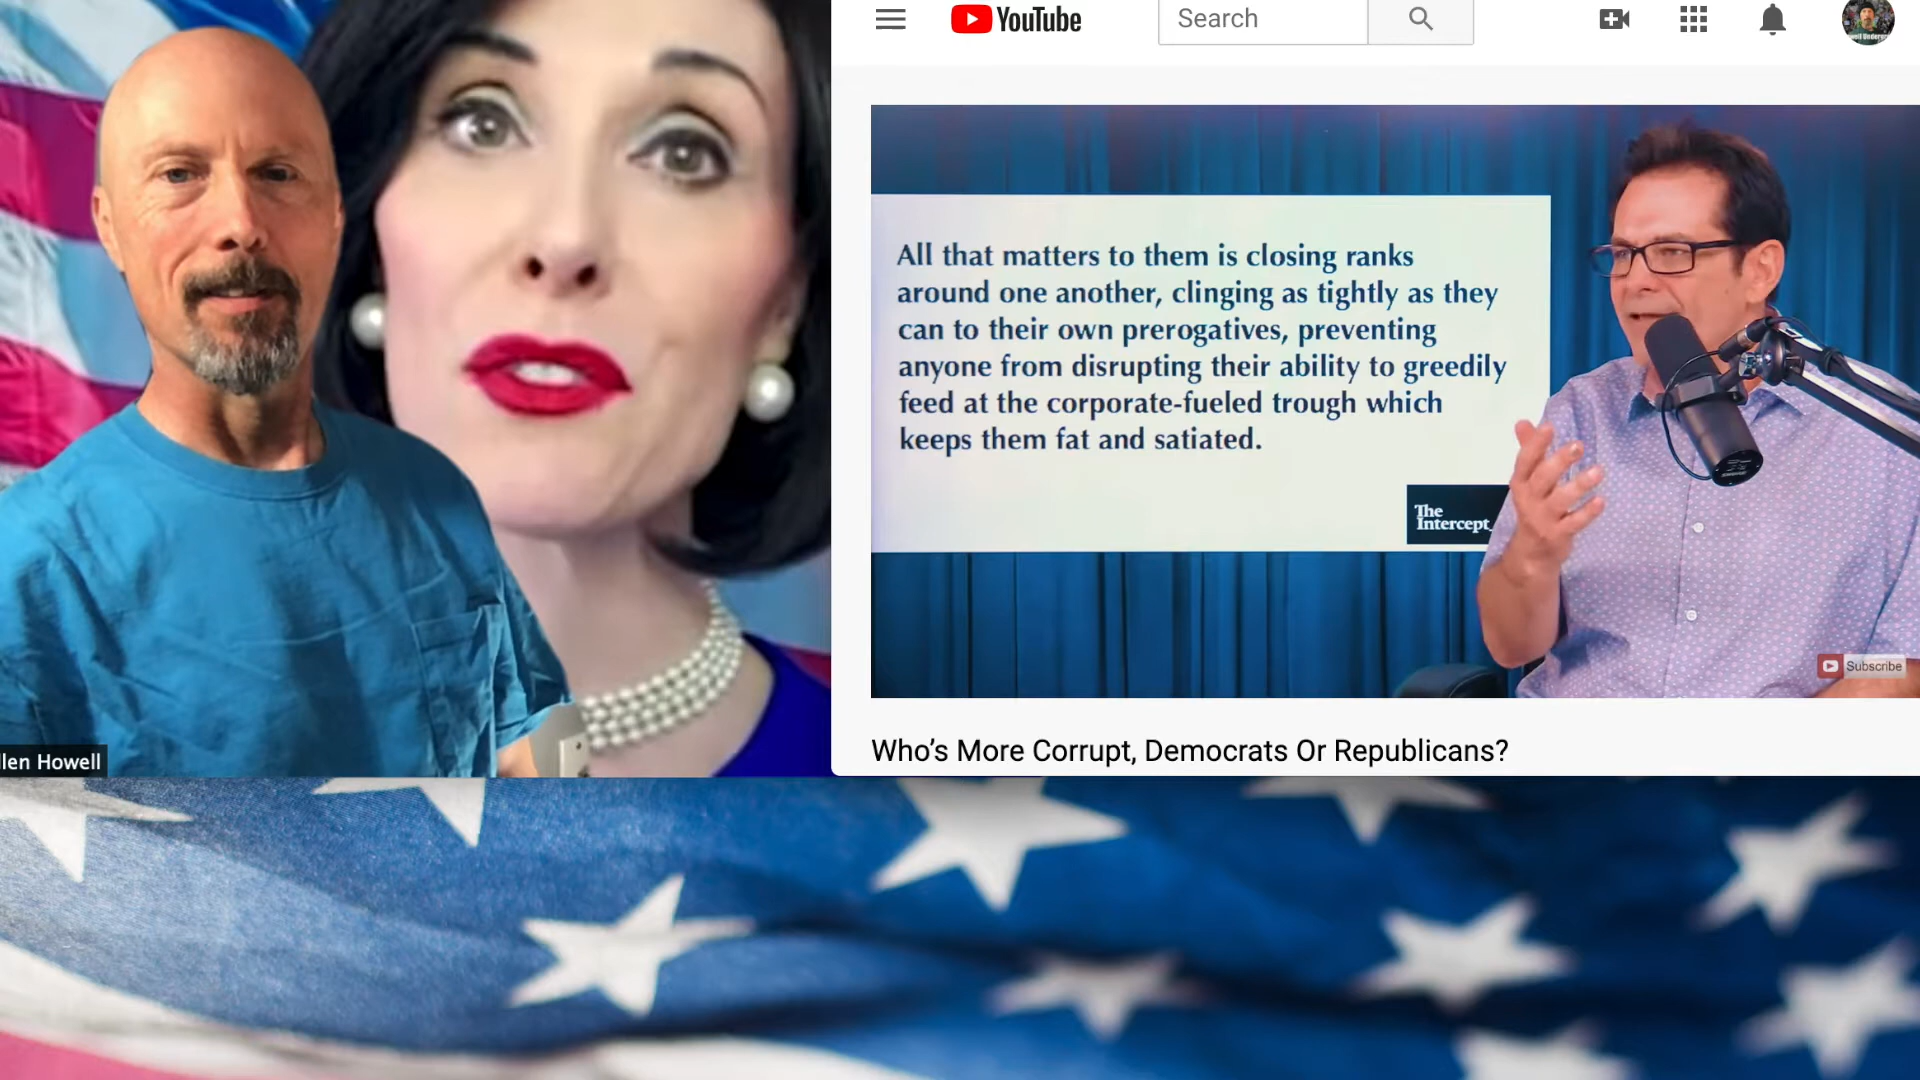 YouTube
Search
All that matters to them is closing ranks
around one another, clinging as tightly as they
can to their own prerogatives, preventing
anyone from disrupting their ability to greedily
feed at the corporate-fueled trough which
keeps them fat and satiated.
The
Intercept_
Subscribe
Who’s More Corrupt, Democrats Or Republicans?
llen Howell